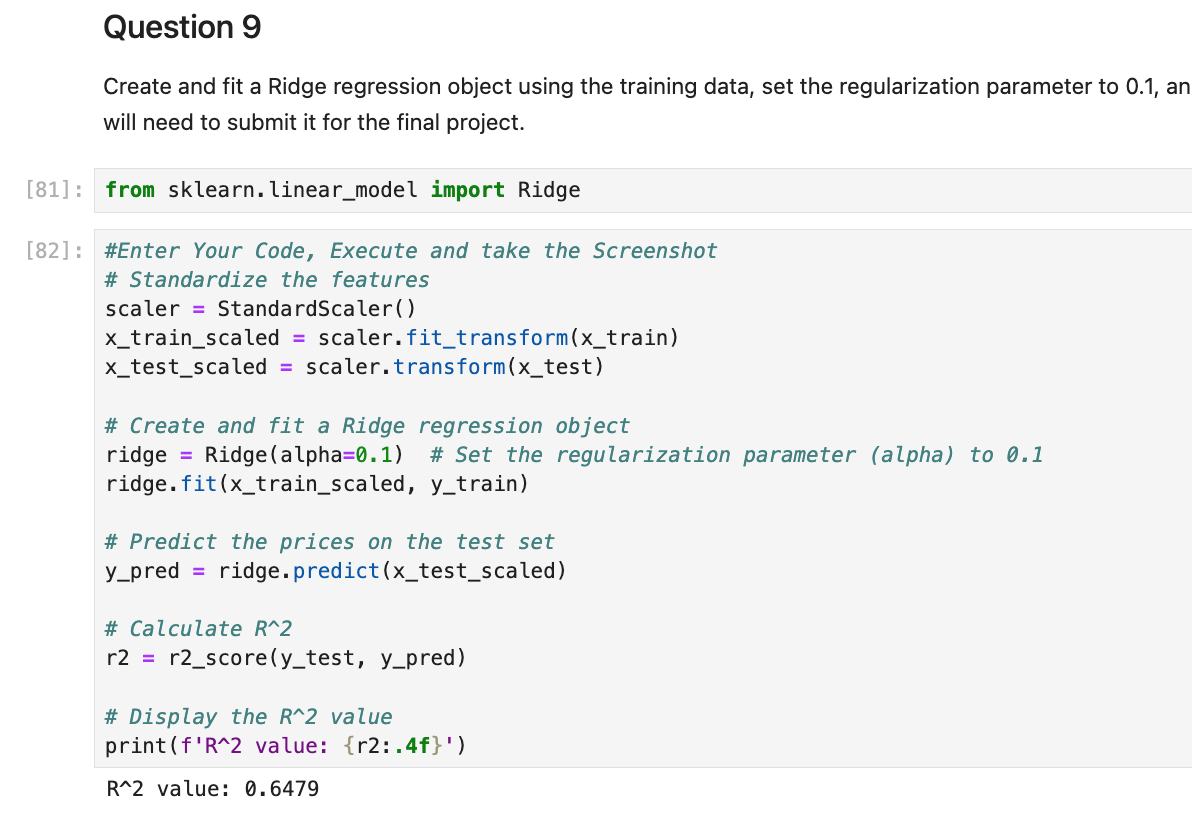 Question 9
Create and fit a Ridge regression object using the training data, set the regularization parameter to 0.1, an
will need to submit it for the final project.
[81]: from sklearn.linear_model import Ridge
[82]: #Enter Your Code, Execute and take the Screenshot
# Standardize the features
scaler = StandardScaler()
x_train_scaled = scaler.fit_transform(x_train)
x_test_scaled = scaler.transform(x_test)
# Create and fit a Ridge regression object
ridge = Ridge(alpha=0.1)  # Set the regularization parameter (alpha) to 0.1
ridge.fit(x_train_scaled, y_train)
# Predict the prices on the test set
y_pred = ridge.predict(x_test_scaled)
# Calculate R^2
r2 = r2_score(y_test, y_pred)
# Display the R^2 value
print(f'R^2 value: {r2:.4f}')
R^2 value: 0.6479